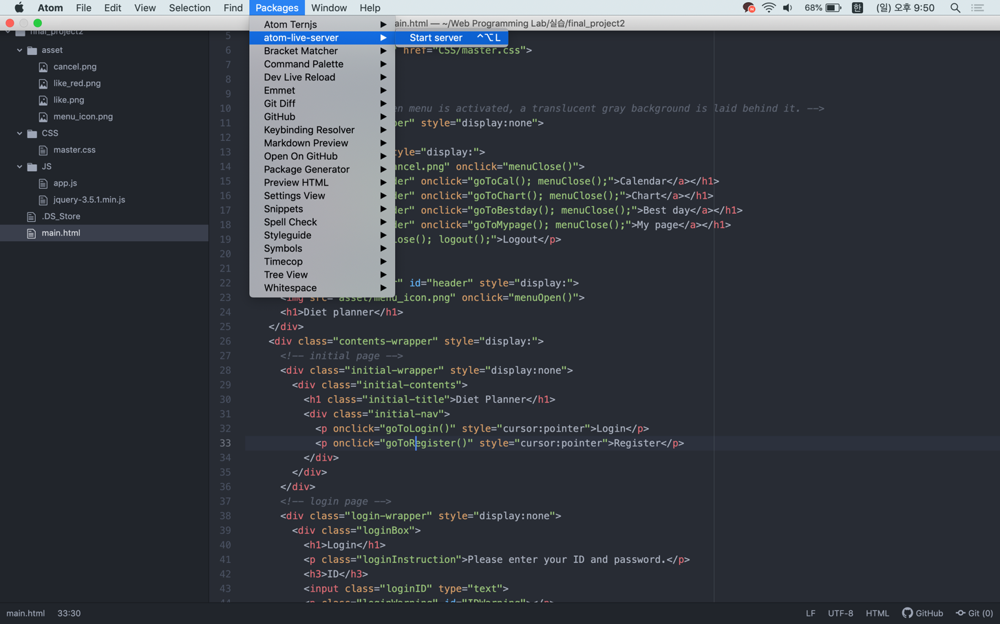 Atom File Edit View Selection Find Packages Window Help 68% 한 (일) 오후 9:50
ain.html — ~/Web Programming Lab/실습/final_project2
final_project2
asset
cancel.png
like_red.png
like.png
menu_icon.png
CSS
master.css
JS
app.js
jquery-3.5.1.min.js
.DS_Store
main.html
Atom Ternjs
atom-live-server
Bracket Matcher
Command Palette
Dev Live Reload
Emmet
Git Diff
GitHub
Keybinding Resolver
Markdown Preview
Open On GitHub
Package Generator
Preview HTML
Settings View
Snippets
Spell Check
Styleguide
Symbols
Timecop
Tree View
Whitespace
Start server ^⌥L
5
6 href="CSS/master.css">
7
8
9
10 en menu is activated, a translucent gray background is laid behind it. -->
11 er" style="display:none">
12
13 tyle="display:">
14 ancel.png" onclick="menuClose()">
15 der" onclick="goToCal(); menuClose();">Calendar</a></h1>
16 der" onclick="goToChart(); menuClose();">Chart</a></h1>
17 der" onclick="goToBestday(); menuClose();">Best day</a></h1>
18 der" onclick="goToMypage(); menuClose();">My page</a></h1>
19 lose(); logout();">Logout</p>
20
21
22 r" id="header" style="display:">
23 <img src="asset/menu_icon.png" onclick="menuOpen()">
24 <h1>Diet planner</h1>
25 </div>
26 <div class="contents-wrapper" style="display:">
27 <!-- initial page -->
28 <div class="initial-wrapper" style="display:none">
29 <div class="initial-contents">
30 <h1 class="initial-title">Diet Planner</h1>
31 <div class="initial-nav">
32 <p onclick="goToLogin()" style="cursor:pointer">Login</p>
33 <p onclick="goToRegister()" style="cursor:pointer">Register</p>
34 </div>
35 </div>
36 </div>
37 <!-- login page -->
38 <div class="login-wrapper" style="display:none">
39 <div class="loginBox">
40 <h1>Login</h1>
41 <p class="loginInstruction">Please enter your ID and password.</p>
42 <h3>ID</h3>
43 <input class="loginID" type="text">
44 <p class="loginWarning" id="IDWarning"></p>
main.html 33:30 LF UTF-8 HTML GitHub Git (0)